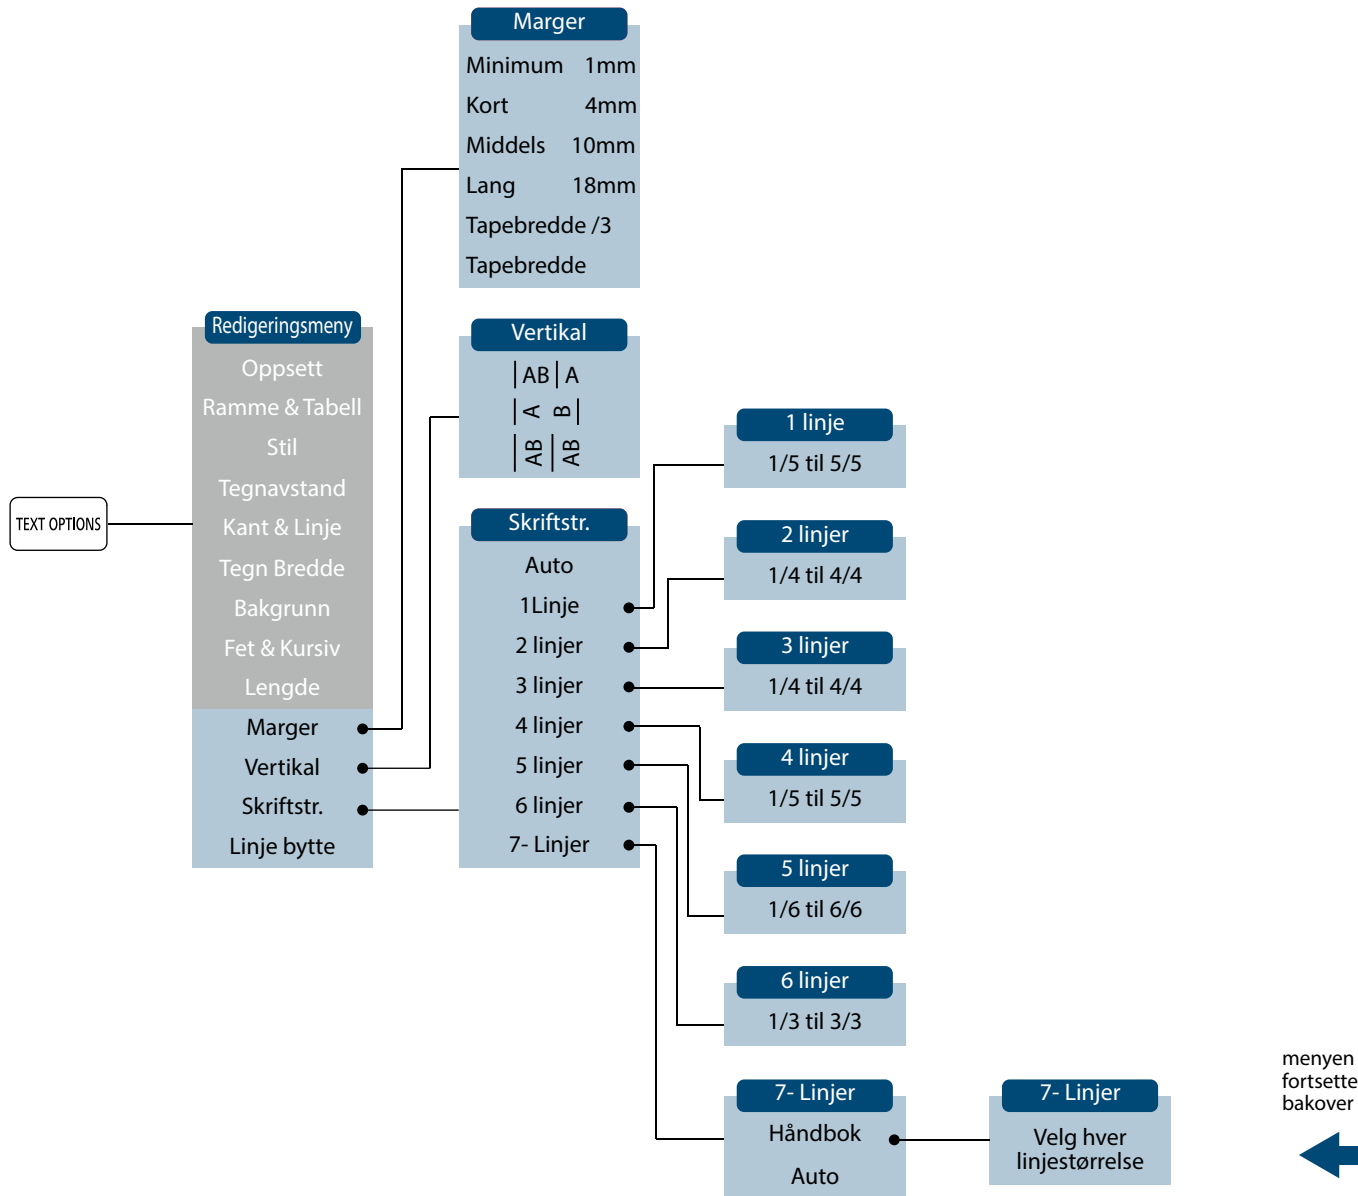 TEXT OPTIONS
Redigeringsmeny
Oppsett
Ramme & Tabell
Stil
Tegnavstand
Kant & Linje
Tegn Bredde
Bakgrunn
Fet & Kursiv
Lengde
Marger
Vertikal
Skriftstr.
Linje bytte
Marger
Minimum 1mm
Kort 4mm
Middels 10mm
Lang 18mm
Tapebredde /3
Tapebredde
Vertikal
AB A
A B
AB AB
Skriftstr.
Auto
1Linje
2 linjer
3 linjer
4 linjer
5 linjer
6 linjer
7- Linjer
1 linje
1/5 til 5/5
2 linjer
1/4 til 4/4
3 linjer
1/4 til 4/4
4 linjer
1/5 til 5/5
5 linjer
1/6 til 6/6
6 linjer
1/3 til 3/3
7- Linjer
Håndbok
Auto
7- Linjer
Velg hver
linjestørrelse
menyen
fortsette
bakover